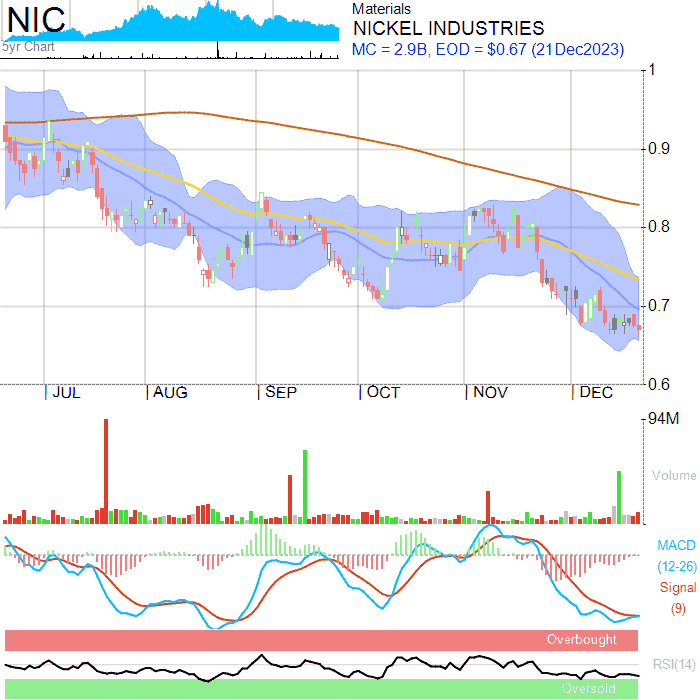 NIC
5yr Chart
Materials
NICKEL INDUSTRIES
MC = 2.9B, EOD = $0.67 (21Dec2023)
1
0.9
0.8
0.7
0.6
JUL AUG SEP OCT NOV DEC
94M
Volume
MACD
(12-26)
Signal
(9)
Overbought
RSI(14)
Oversold